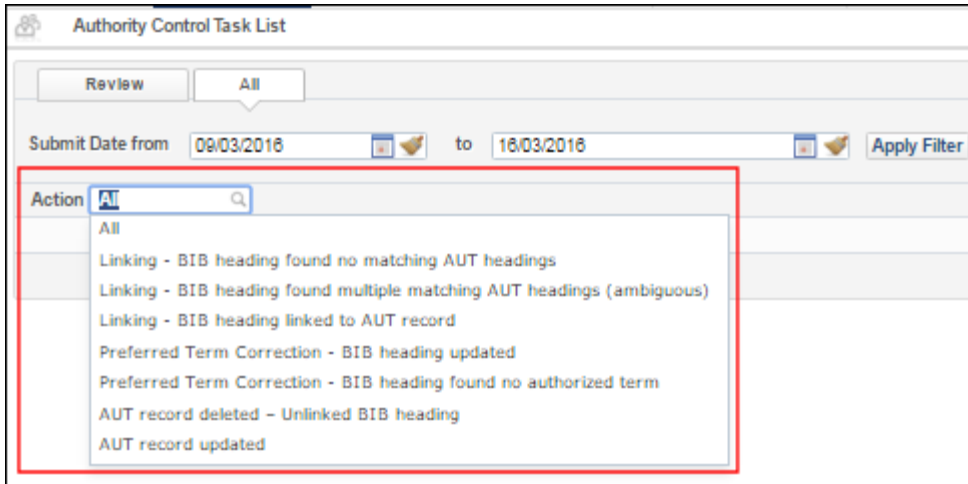 Authority Control Task List
Review All
Submit Date from 09/03/2016 to 16/03/2016 Apply Filter
Action All
All
Linking - BIB heading found no matching AUT headings
Linking - BIB heading found multiple matching AUT headings (ambiguous)
Linking - BIB heading linked to AUT record
Preferred Term Correction - BIB heading updated
Preferred Term Correction - BIB heading found no authorized term
AUT record deleted – Unlinked BIB heading
AUT record updated